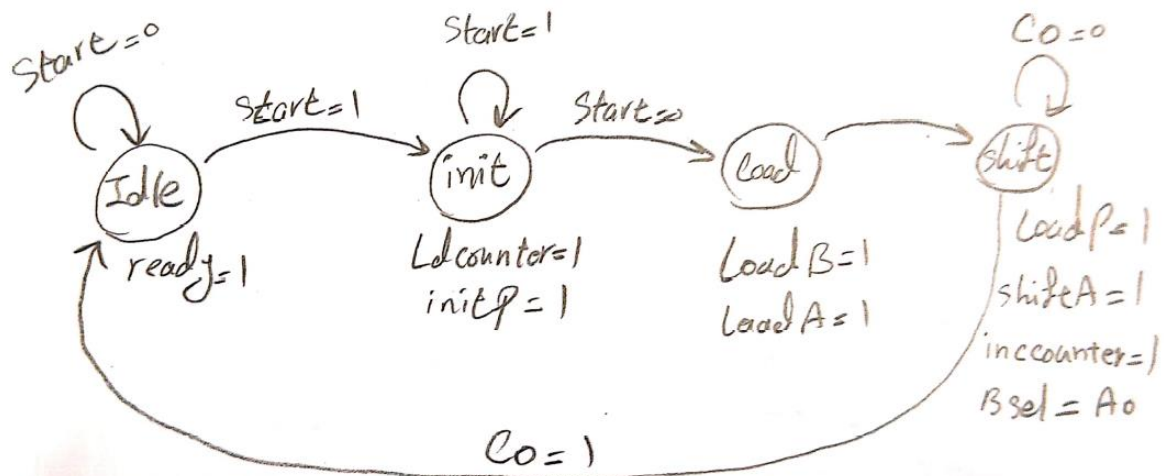 Start=0
Start=1
Start=1
Start=0
Co=0
Idle
init
Load
shift
ready=1
Ldcounter=1
initP=1
LoadB=1
LoadA=1
LoadP=1
shiftA=1
inccounter=1
Bsel=A0
Co=1